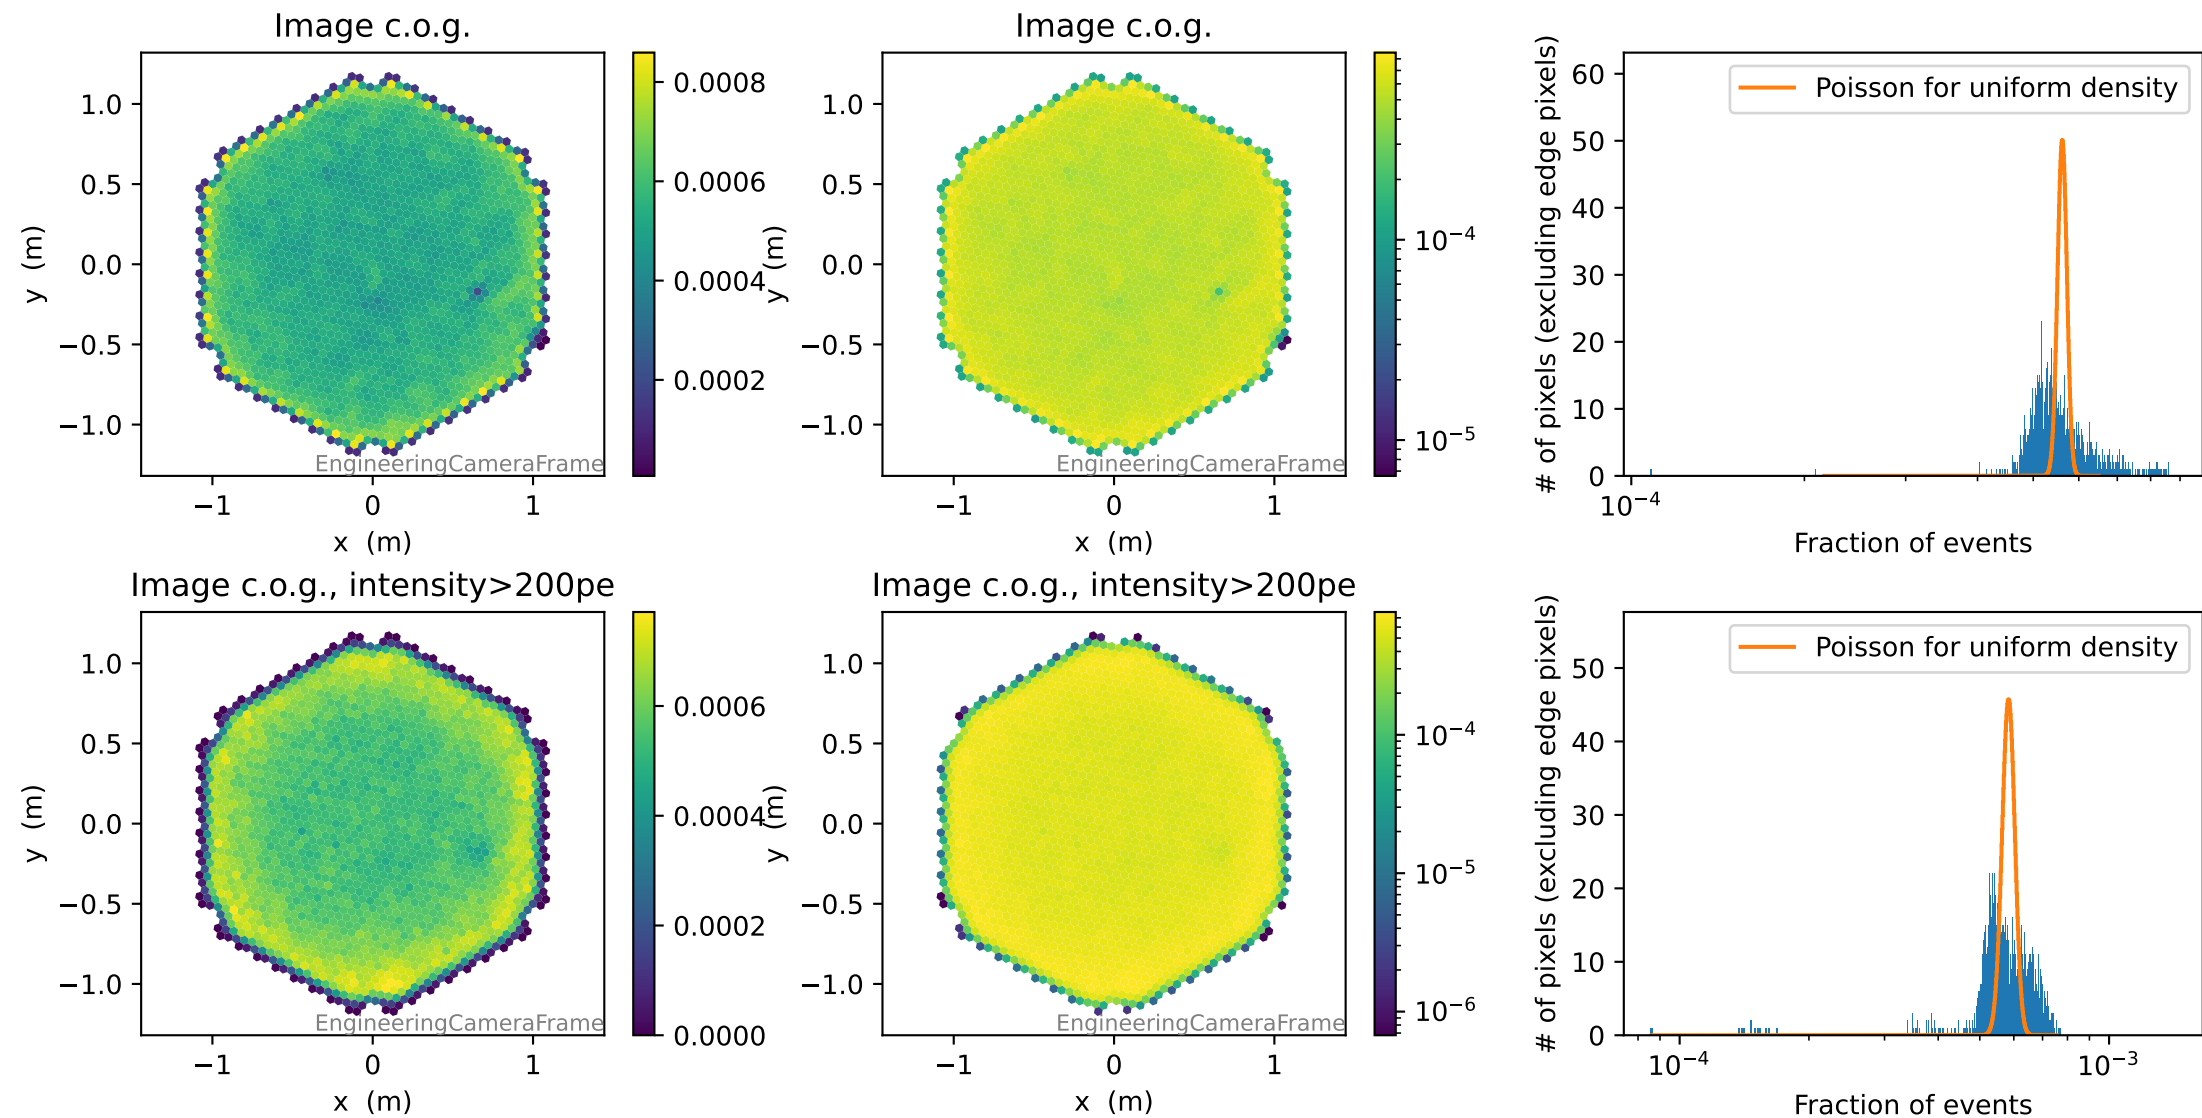 Image c.o.g.
1.0
0.5
0.0
−0.5
−1.0
y (m)
−1
0
1
x (m)
EngineeringCameraFrame
0.0008
0.0006
0.0004
0.0002
Image c.o.g.
1.0
0.5
0.0
−0.5
−1.0
y (m)
−1
0
1
x (m)
EngineeringCameraFrame
10⁻⁴
10⁻⁵
# of pixels (excluding edge pixels)
60
50
40
30
20
10
0
Poisson for uniform density
10⁻⁴
Fraction of events
Image c.o.g., intensity>200pe
1.0
0.5
0.0
−0.5
−1.0
y (m)
−1
0
1
x (m)
EngineeringCameraFrame
0.0006
0.0004
0.0002
0.0000
Image c.o.g., intensity>200pe
1.0
0.5
0.0
−0.5
−1.0
y (m)
−1
0
1
x (m)
EngineeringCameraFrame
10⁻⁴
10⁻⁵
10⁻⁶
# of pixels (excluding edge pixels)
50
40
30
20
10
0
Poisson for uniform density
10⁻⁴
10⁻³
Fraction of events